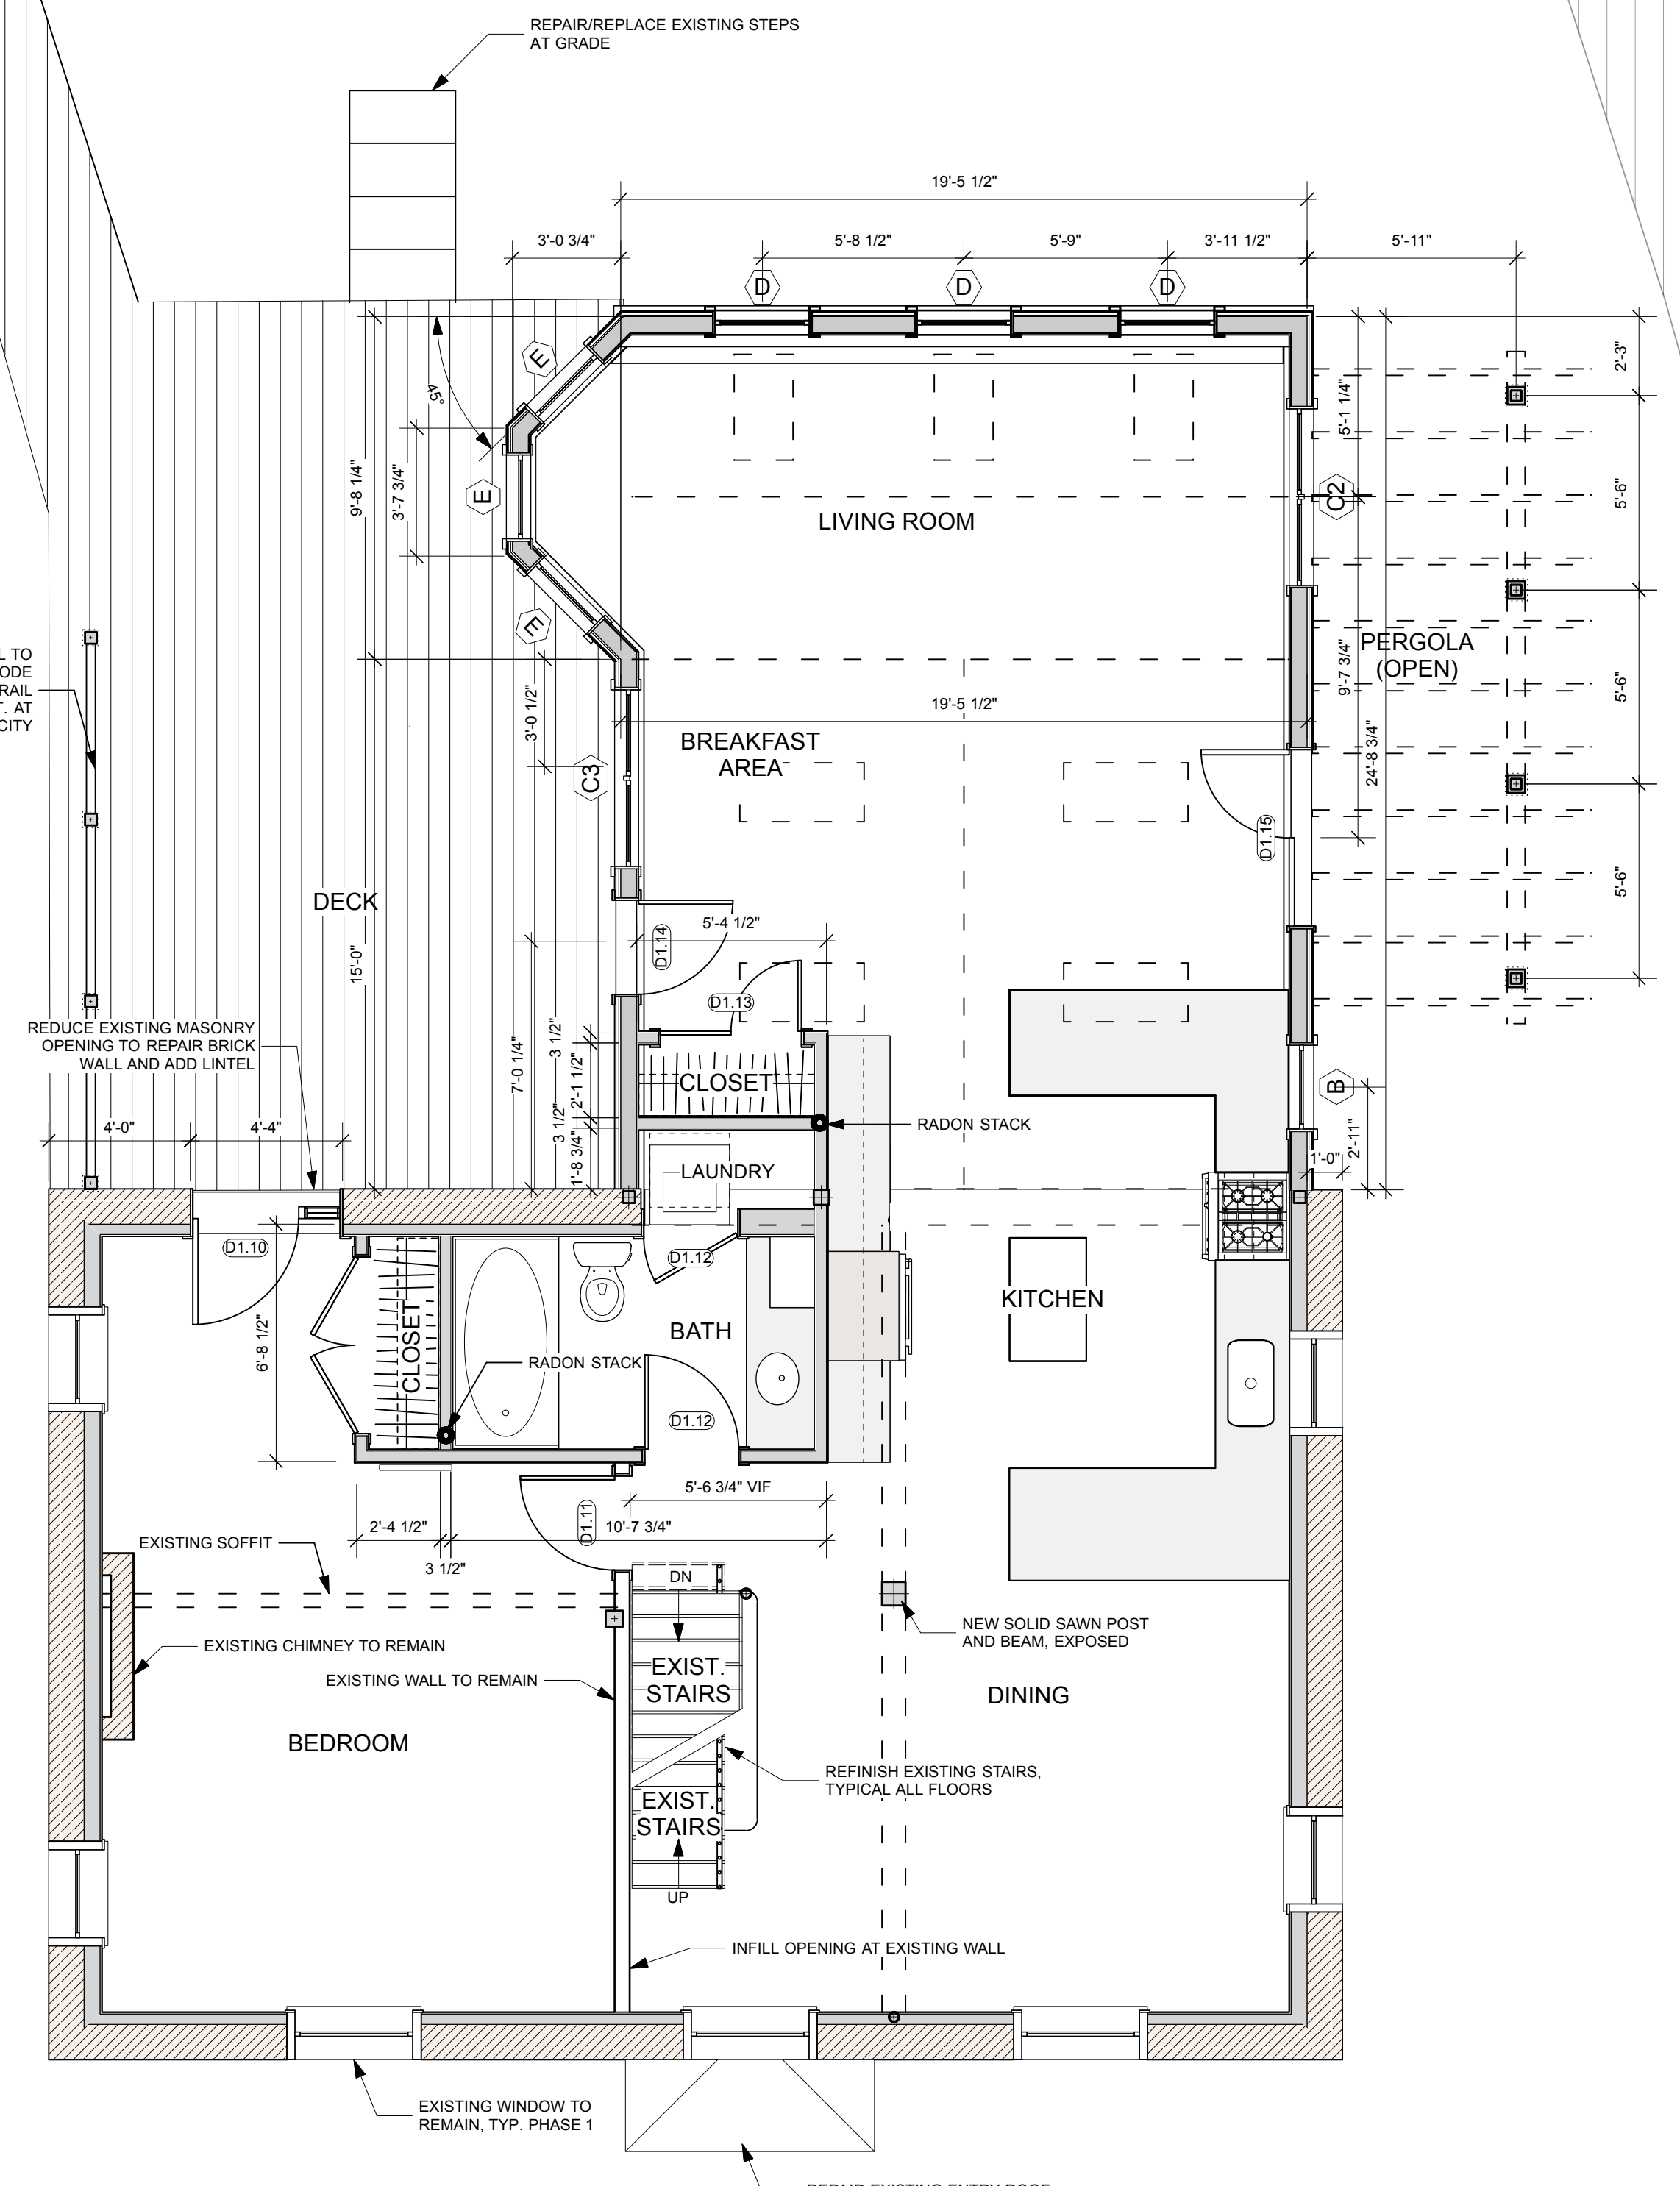 REPAIR/REPLACE EXISTING STEPS
AT GRADE
19'-5 1/2"
3'-0 3/4"
5'-8 1/2"
5'-9"
3'-11 1/2"
5'-11"
D
D
D
E
45°
E
E
9'-8 1/4"
3'-7 3/4"
LIVING ROOM
5'-1 1/4"
C2
2'-3"
5'-6"
5'-6"
5'-6"
PERGOLA
(OPEN)
9'-7 3/4"
24'-8 3/4"
L TO
ODE
RAIL
T. AT
CITY
3'-0 1/2"
19'-5 1/2"
BREAKFAST
AREA
C3
D1.15
DECK
15'-0"
5'-4 1/2"
D1.14
D1.13
REDUCE EXISTING MASONRY
OPENING TO REPAIR BRICK
WALL AND ADD LINTEL
7'-0 1/4"
3 1/2"
2'-1 1/2"
3 1/2"
1'-8 3/4"
CLOSET
RADON STACK
B
2'-11"
1'-0"
4'-0"
4'-4"
LAUNDRY
D1.10
D1.12
6'-8 1/2"
CLOSET
BATH
KITCHEN
RADON STACK
D1.12
5'-6 3/4" VIF
2'-4 1/2"
D1.11
10'-7 3/4"
3 1/2"
EXISTING SOFFIT
DN
NEW SOLID SAWN POST
AND BEAM, EXPOSED
EXISTING CHIMNEY TO REMAIN
EXISTING WALL TO REMAIN
EXIST.
STAIRS
DINING
BEDROOM
REFINISH EXISTING STAIRS,
TYPICAL ALL FLOORS
EXIST.
STAIRS
UP
INFILL OPENING AT EXISTING WALL
EXISTING WINDOW TO
REMAIN, TYP. PHASE 1
REPAIR EXISTING ENTRY ROOF